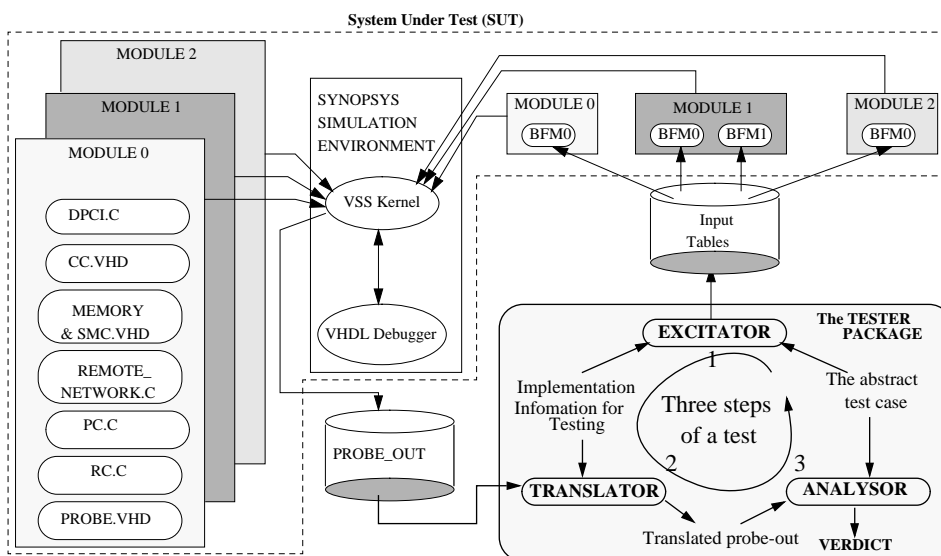 System Under Test (SUT)
MODULE 2
MODULE 1
MODULE 0
DPCI.C
CC.VHD
MEMORY
& SMC.VHD
REMOTE_
NETWORK.C
PC.C
RC.C
PROBE.VHD
SYNOPSYS
SIMULATION
ENVIRONMENT
VSS Kernel
VHDL Debugger
MODULE 0
BFM0
MODULE 1
BFM0
BFM1
MODULE 2
BFM0
Input
Tables
PROBE_OUT
The TESTER
PACKAGE
EXCITATOR
1
Implementation
Infomation for
Testing
Three steps
of a test
The abstract
test case
2
3
TRANSLATOR
ANALYSOR
Translated probe-out
VERDICT